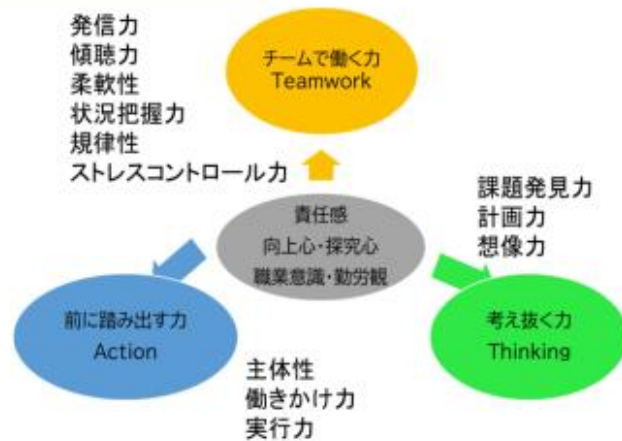 発信力
傾聴力
柔軟性
状況把握力
規律性
ストレスコントロール力
チームで働く力
Teamwork
責任感
向上心・探究心
職業意識・勤労観
課題発見力
計画力
想像力
前に踏み出す力
Action
主体性
働きかけ力
実行力
考え抜く力
Thinking